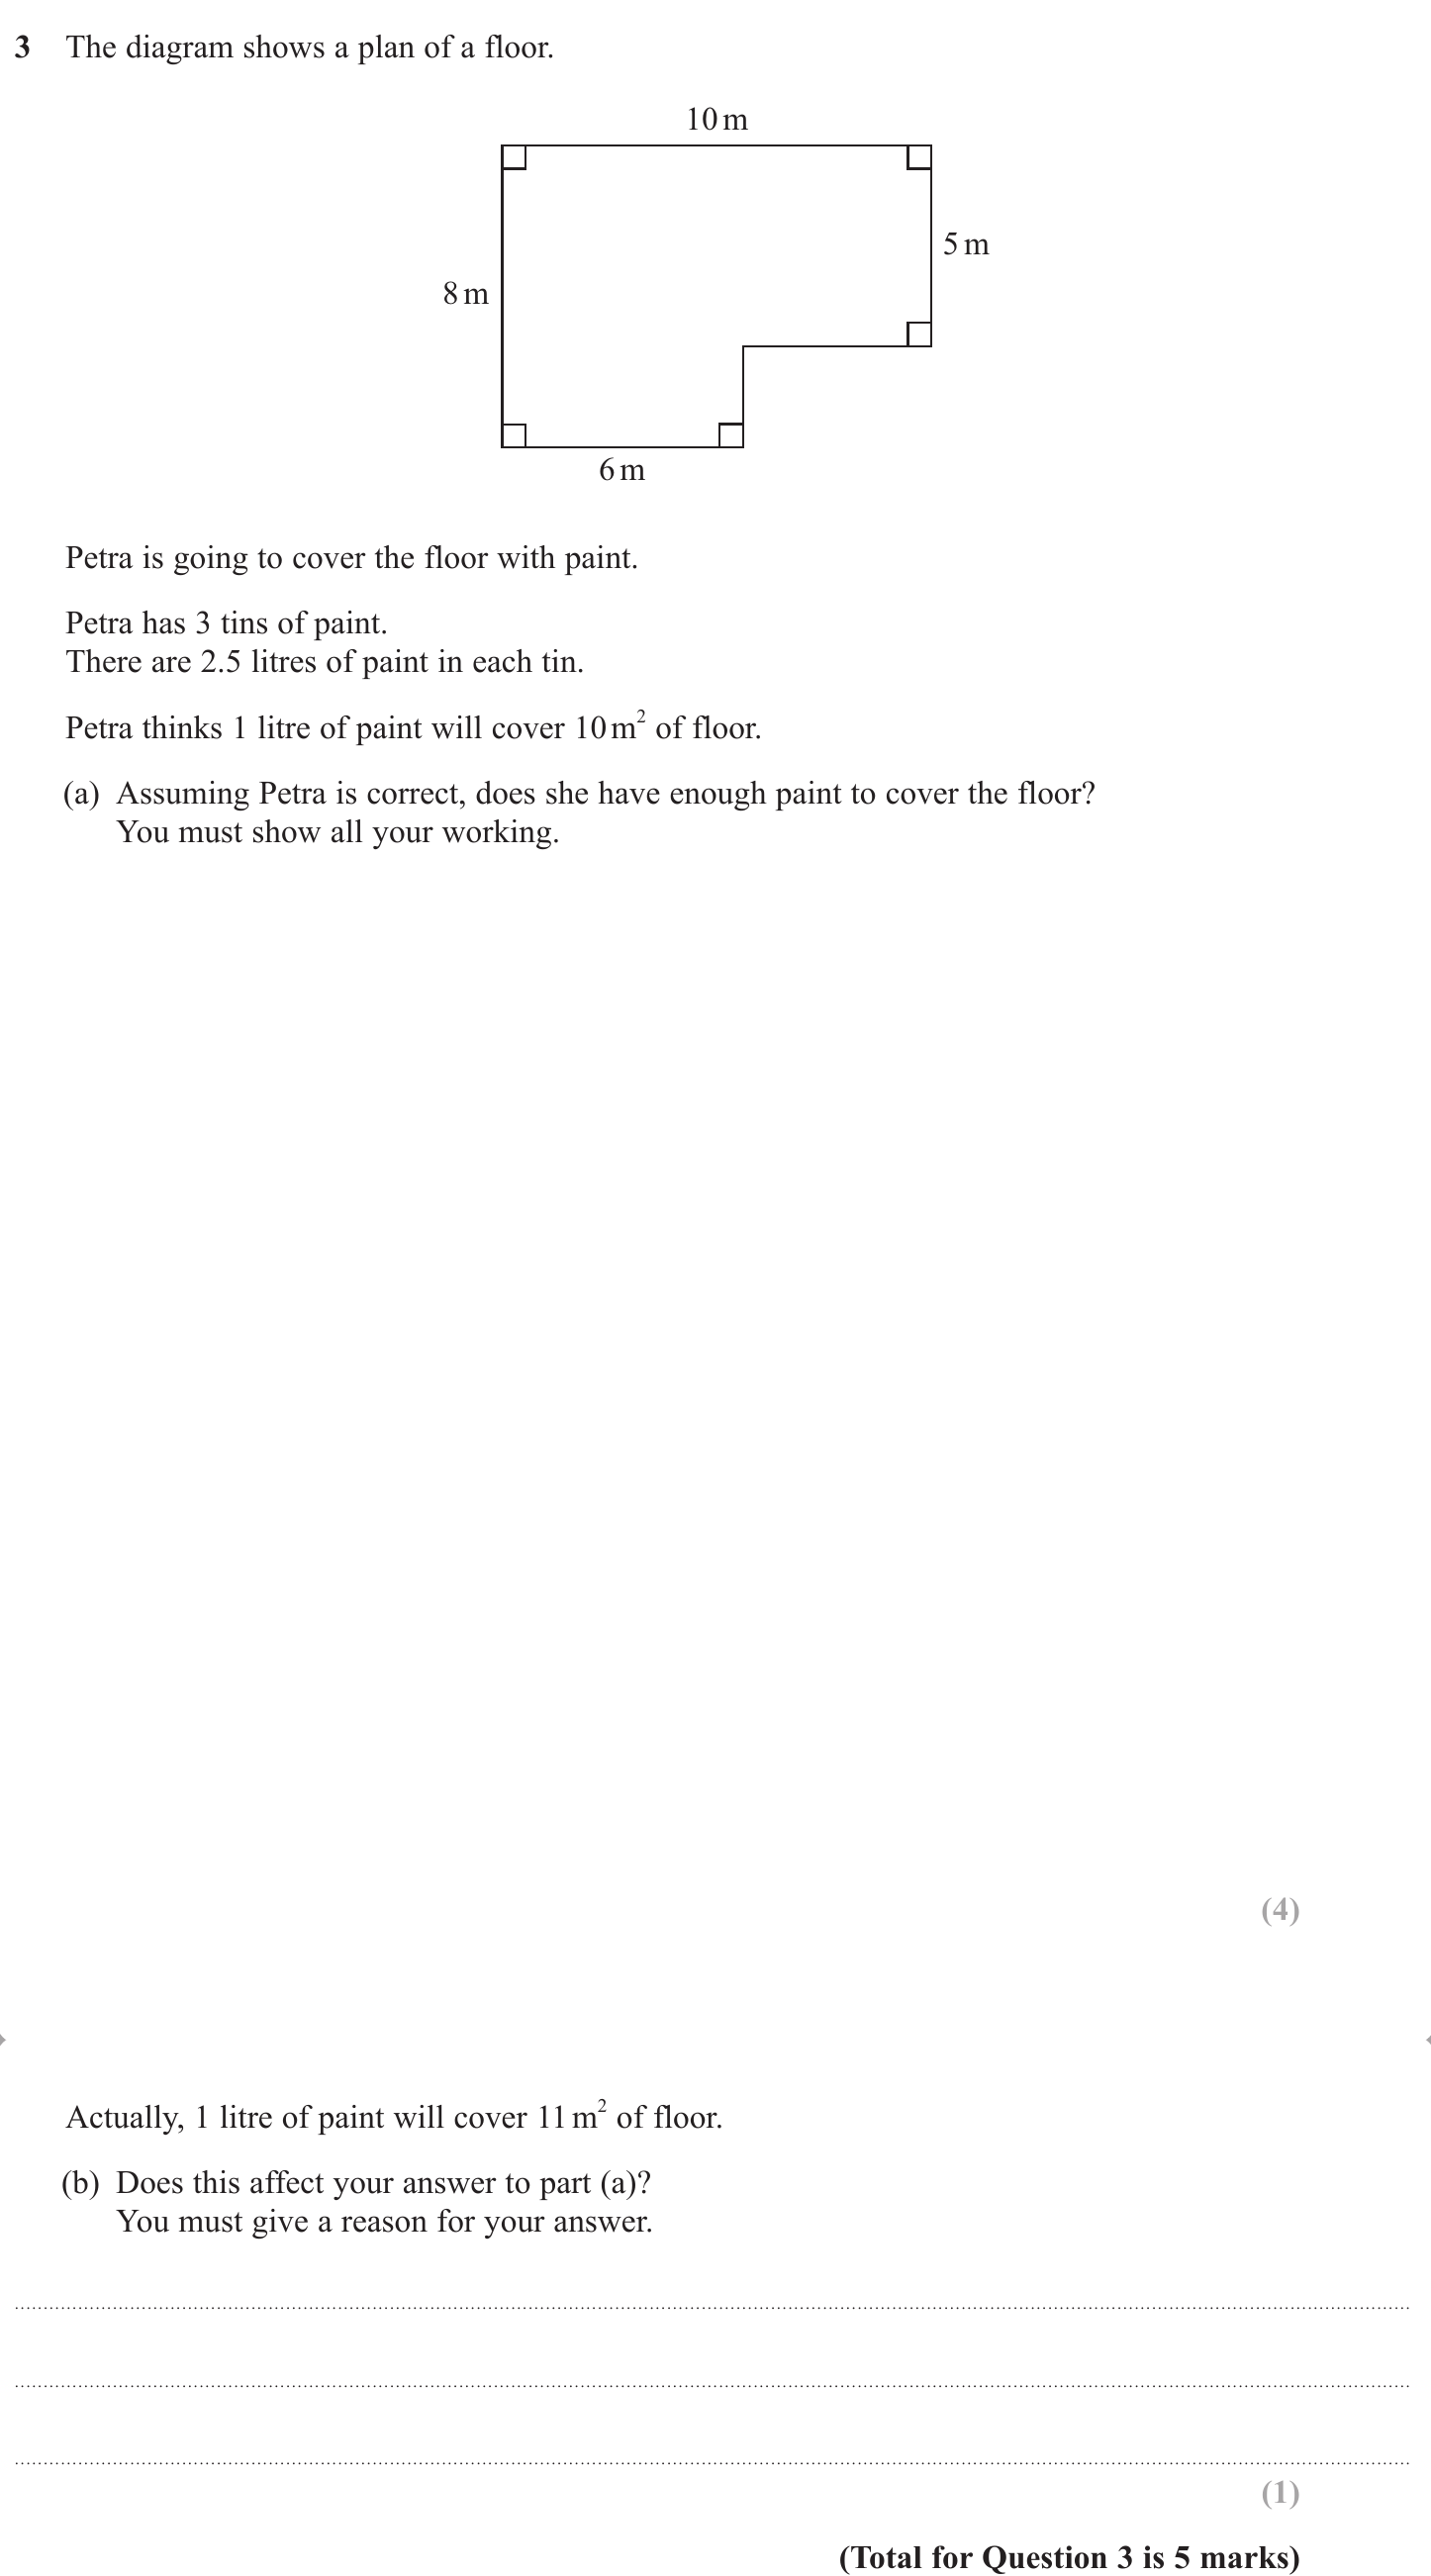 3 The diagram shows a plan of a floor.
10 m
5 m
8 m
6 m
Petra is going to cover the floor with paint.
Petra has 3 tins of paint.
There are 2.5 litres of paint in each tin.
Petra thinks 1 litre of paint will cover 10 m² of floor.
(a) Assuming Petra is correct, does she have enough paint to cover the floor?
You must show all your working.
(4)
Actually, 1 litre of paint will cover 11 m² of floor.
(b) Does this affect your answer to part (a)?
You must give a reason for your answer.
(1)
(Total for Question 3 is 5 marks)